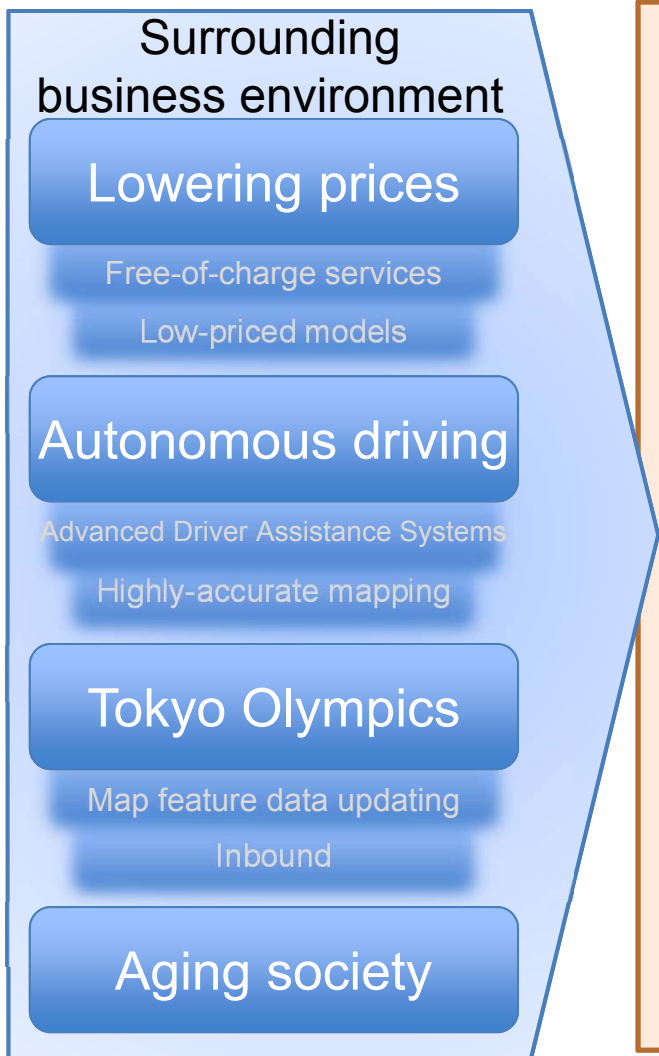 Surrounding
business environment
Lowering prices
Free-of-charge services
Low-priced models
Autonomous driving
Advanced Driver Assistance Systems
Highly-accurate mapping
Tokyo Olympics
Map feature data updating
Inbound
Aging society